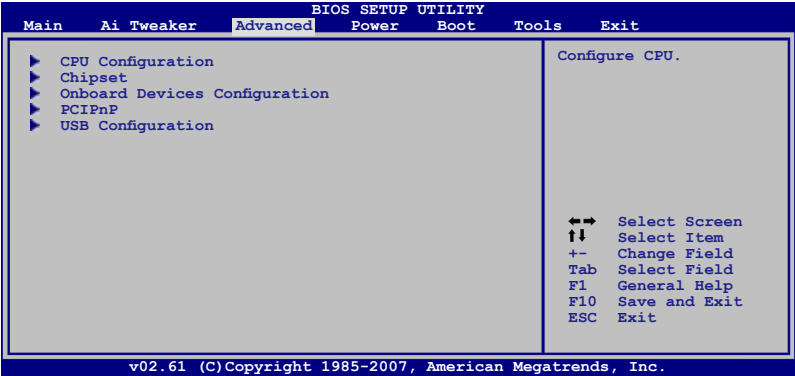 BIOS SETUP UTILITY
Main Ai Tweaker Advanced Power Boot Tools Exit
CPU Configuration
Chipset
Onboard Devices Configuration
PCIPnP
USB Configuration
Configure CPU.
Select Screen
Select Item
+- Change Field
Tab Select Field
F1 General Help
F10 Save and Exit
ESC Exit
v02.61 (C)Copyright 1985-2007, American Megatrends, Inc.